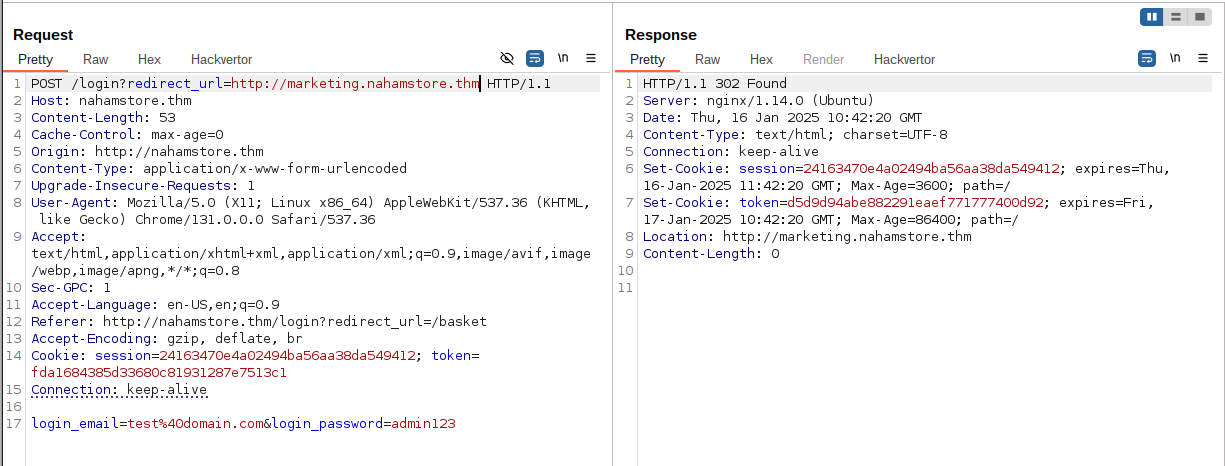 Request
Pretty Raw Hex Hackvertor \n
1 POST /login?redirect_url=http://marketing.nahamstore.thm HTTP/1.1
2 Host: nahamstore.thm
3 Content-Length: 53
4 Cache-Control: max-age=0
5 Origin: http://nahamstore.thm
6 Content-Type: application/x-www-form-urlencoded
7 Upgrade-Insecure-Requests: 1
8 User-Agent: Mozilla/5.0 (X11; Linux x86_64) AppleWebKit/537.36 (KHTML,
like Gecko) Chrome/131.0.0.0 Safari/537.36
9 Accept:
text/html,application/xhtml+xml,application/xml;q=0.9,image/avif,image
/webp,image/apng,*/*;q=0.8
10 Sec-GPC: 1
11 Accept-Language: en-US,en;q=0.9
12 Referer: http://nahamstore.thm/login?redirect_url=/basket
13 Accept-Encoding: gzip, deflate, br
14 Cookie: session=24163470e4a02494ba56aa38da549412; token=
fda1684385d33680c81931287e7513c1
15 Connection: keep-alive
16
17 login_email=test%40domain.com&login_password=admin123
Response
Pretty Raw Hex Render Hackvertor \n
1 HTTP/1.1 302 Found
2 Server: nginx/1.14.0 (Ubuntu)
3 Date: Thu, 16 Jan 2025 10:42:20 GMT
4 Content-Type: text/html; charset=UTF-8
5 Connection: keep-alive
6 Set-Cookie: session=24163470e4a02494ba56aa38da549412; expires=Thu,
16-Jan-2025 11:42:20 GMT; Max-Age=3600; path=/
7 Set-Cookie: token=d5d9d94abe882291eaef771777400d92; expires=Fri,
17-Jan-2025 10:42:20 GMT; Max-Age=86400; path=/
8 Location: http://marketing.nahamstore.thm
9 Content-Length: 0
10
11